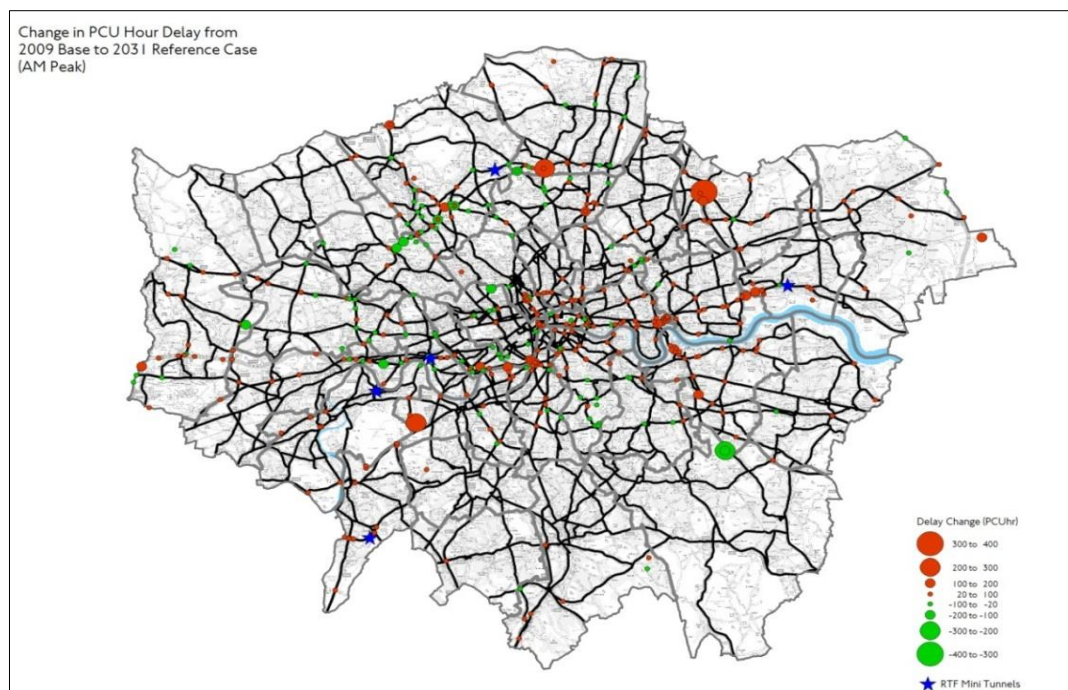 Change in PCU Hour Delay from
2009 Base to 2031 Reference Case
(AM Peak)
Delay Change (PCUhr)
300 to 400
200 to 300
100 to 200
20 to 100
-100 to -20
-200 to -100
-300 to -200
-400 to -300
RTF Mini Tunnels